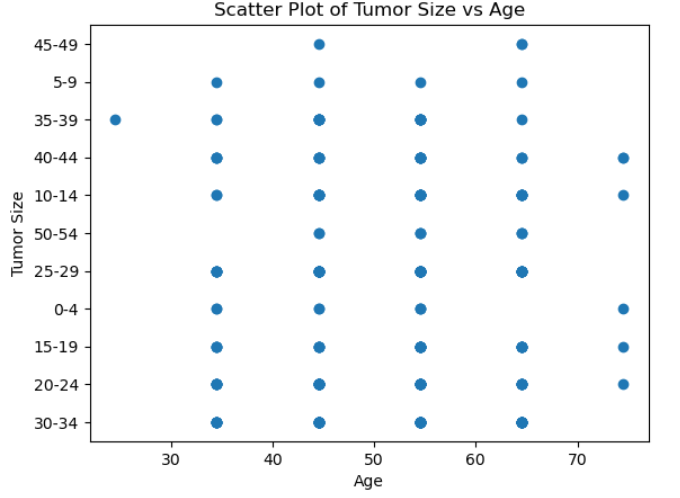 Scatter Plot of Tumor Size vs Age
Tumor Size
45-49
5-9
35-39
40-44
10-14
50-54
25-29
0-4
15-19
20-24
30-34
30 40 50 60 70
Age